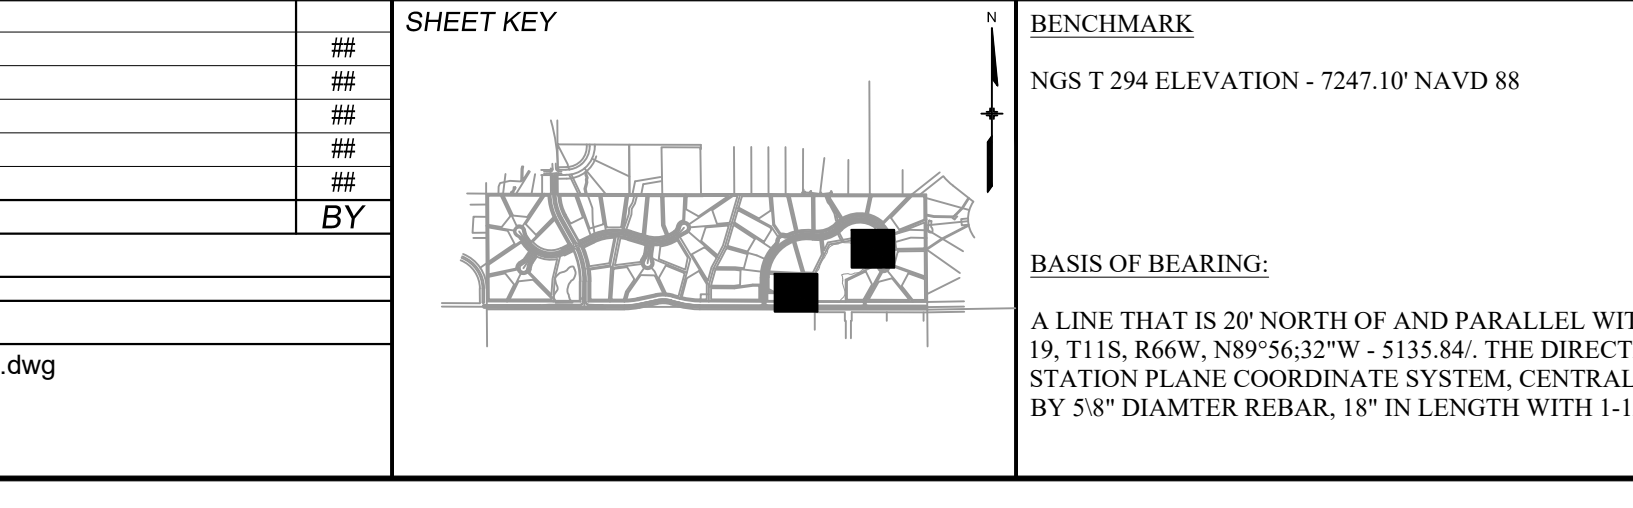 ##
##
##
##
##
BY
.dwg
SHEET KEY
N
BENCHMARK
NGS T 294 ELEVATION - 7247.10' NAVD 88
BASIS OF BEARING:
A LINE THAT IS 20' NORTH OF AND PARALLEL WIT
19, T11S, R66W, N89°56;32"W - 5135.84/. THE DIRECT
STATION PLANE COORDINATE SYSTEM, CENTRAL
BY 5\8" DIAMTER REBAR, 18" IN LENGTH WITH 1-1